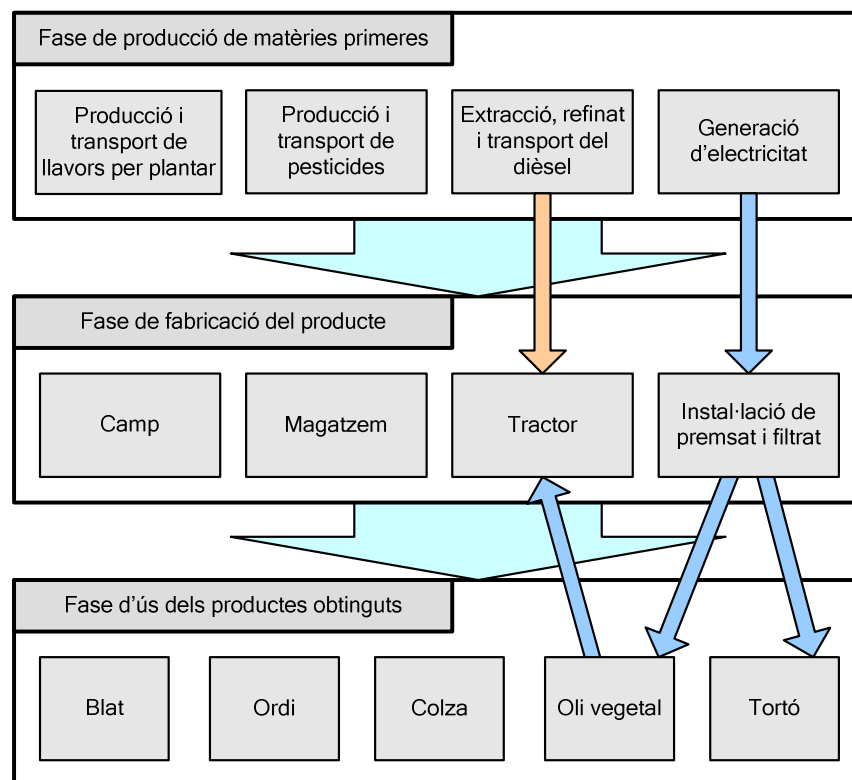 Fase de producció de matèries primeres
Producció i
transport de
llavors per plantar
Producció i
transport de
pesticides
Extracció, refinat
i transport del
dièsel
Generació
d’electricitat
Fase de fabricació del producte
Camp
Magatzem
Tractor
Instal·lació de
premsat i filtrat
Fase d’ús dels productes obtinguts
Blat
Ordi
Colza
Oli vegetal
Tortó